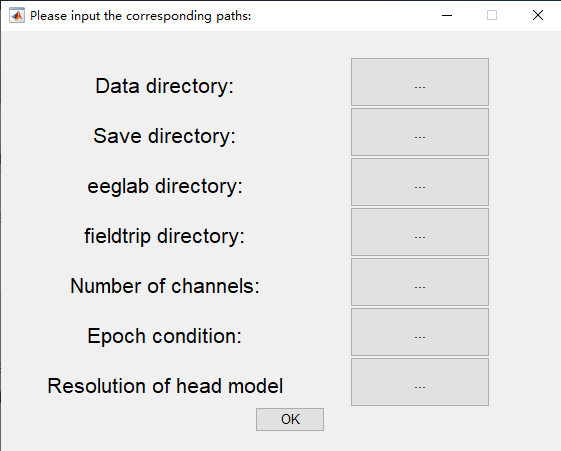 Please input the corresponding paths:
Data directory: ...
Save directory: ...
eeglab directory: ...
fieldtrip directory: ...
Number of channels: ...
Epoch condition: ...
Resolution of head model ...
OK